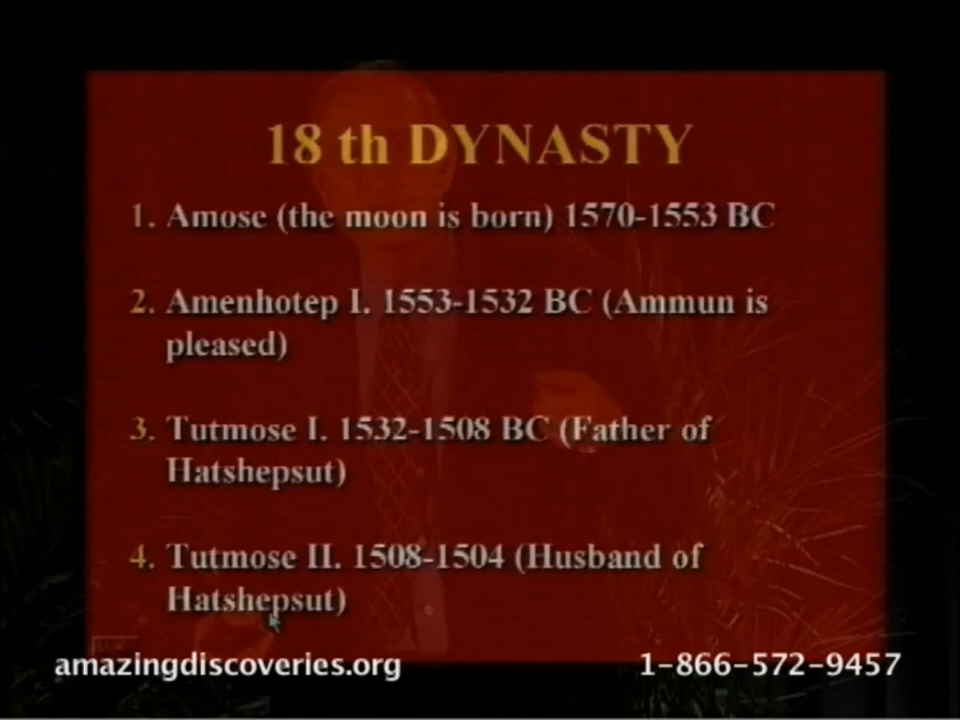 18 th DYNASTY
1. Amose (the moon is born) 1570-1553 BC
2. Amenhotep I. 1553-1532 BC (Ammun is
pleased)
3. Tutmose I. 1532-1508 BC (Father of
Hatshepsut)
4. Tutmose II. 1508-1504 (Husband of
Hatshepsut)
amazingdiscoveries.org
1-866-572-9457